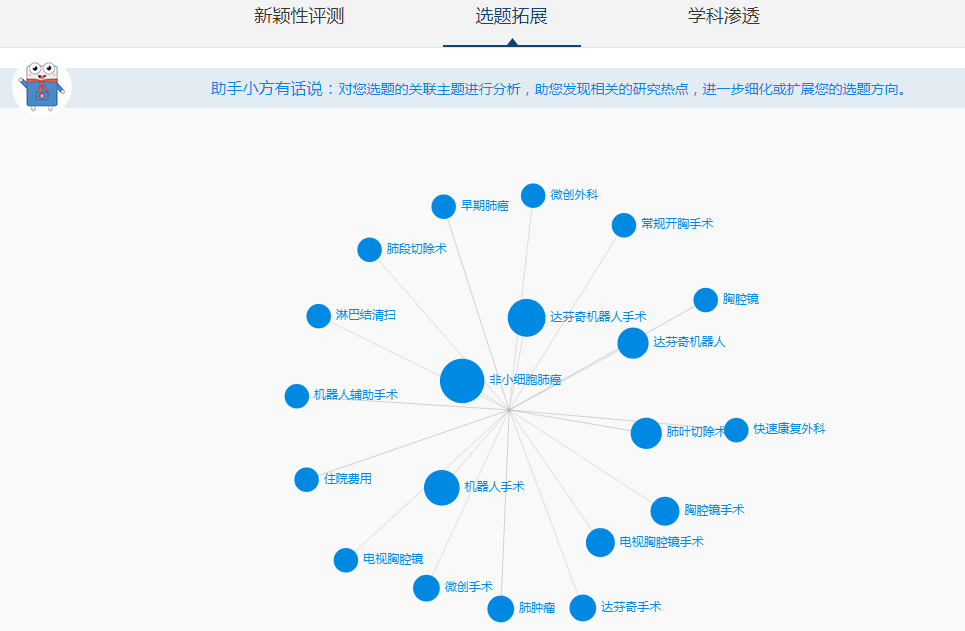 新颖性评测
选题拓展
学科渗透
助手小方有话说：对您选题的关联主题进行分析，助您发现相关的研究热点，进一步细化或扩展您的选题方向。
微创外科
早期肺癌
常规开胸手术
肺段切除术
胸腔镜
淋巴结清扫
达芬奇机器人手术
达芬奇机器人
非小细胞肺癌
机器人辅助手术
快速康复外科
肺叶切除术
住院费用
机器人手术
胸腔镜手术
电视胸腔镜手术
电视胸腔镜
微创手术
达芬奇手术
肺肿瘤